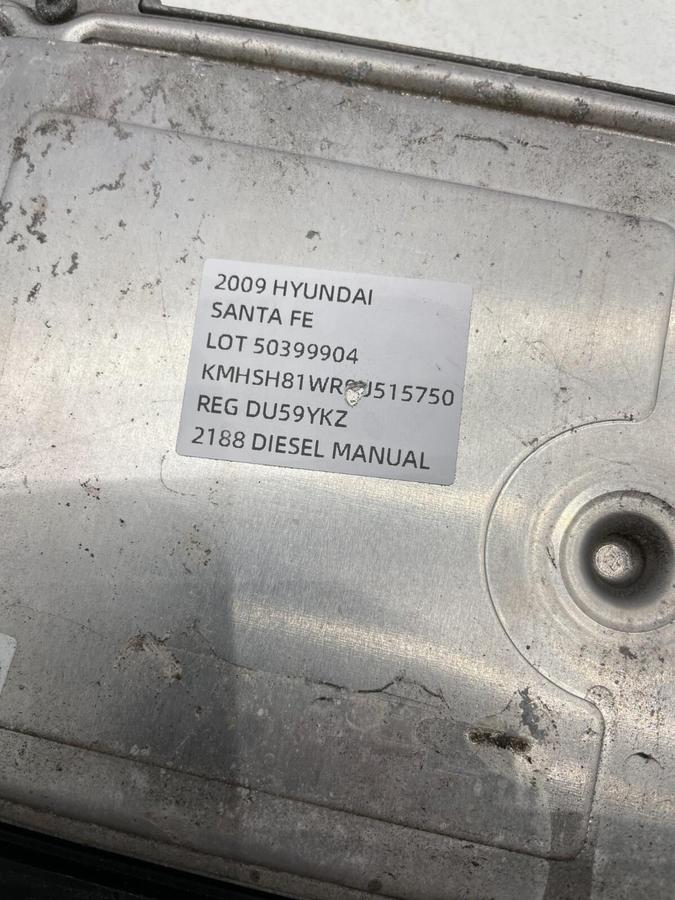 2009 HYUNDAI
SANTA FE
LOT 50399904
REG DU59YKZ
2188 DIESEL MANUAL